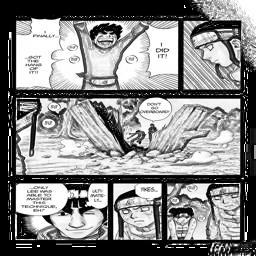 I
FINALLY...
...GOT
THE
HANG
OF
IT!!
I
DID
IT!
DON'T
GO
OVERBOARD!
...ONLY
LEE WAS
ABLE TO
MASTER
THIS
TECHNIQUE,
EH?
ULTI-
MATE-
LY...
YIKES...